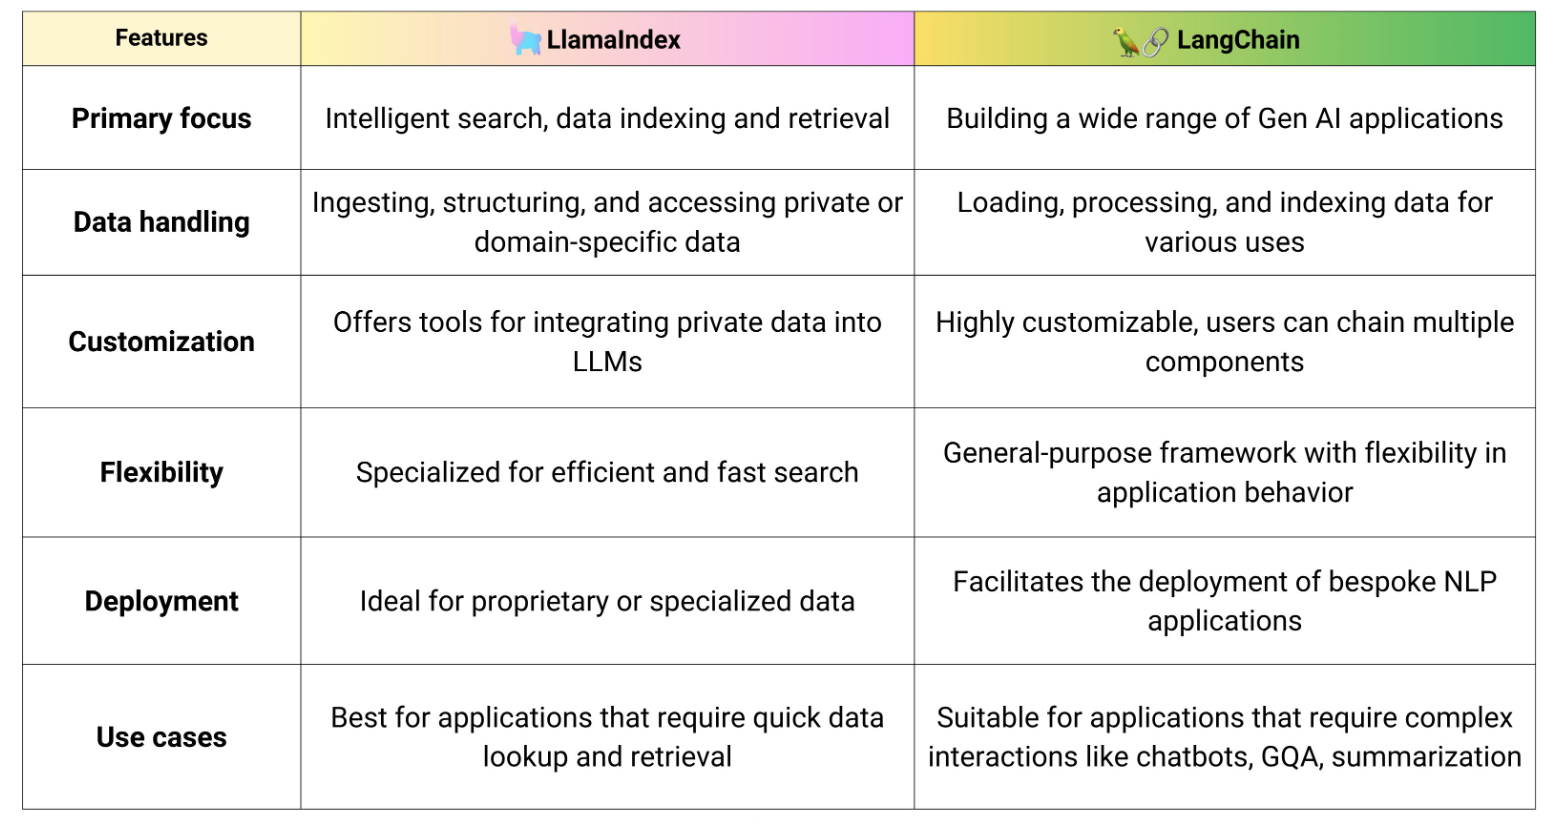 Features
LlamaIndex
LangChain
Primary focus
Intelligent search, data indexing and retrieval
Building a wide range of Gen AI applications
Data handling
Ingesting, structuring, and accessing private or
domain-specific data
Loading, processing, and indexing data for
various uses
Customization
Offers tools for integrating private data into
LLMs
Highly customizable, users can chain multiple
components
Flexibility
Specialized for efficient and fast search
General-purpose framework with flexibility in
application behavior
Deployment
Ideal for proprietary or specialized data
Facilitates the deployment of bespoke NLP
applications
Use cases
Best for applications that require quick data
lookup and retrieval
Suitable for applications that require complex
interactions like chatbots, GQA, summarization